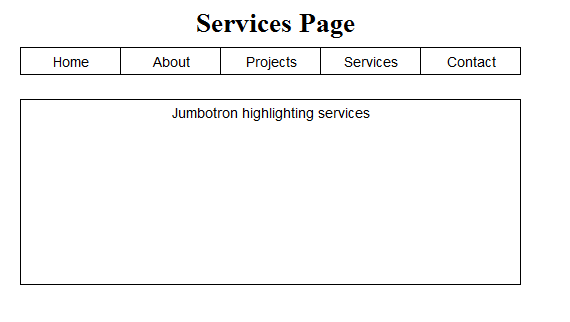 Services Page
Home About Projects Services Contact
Jumbotron highlighting services